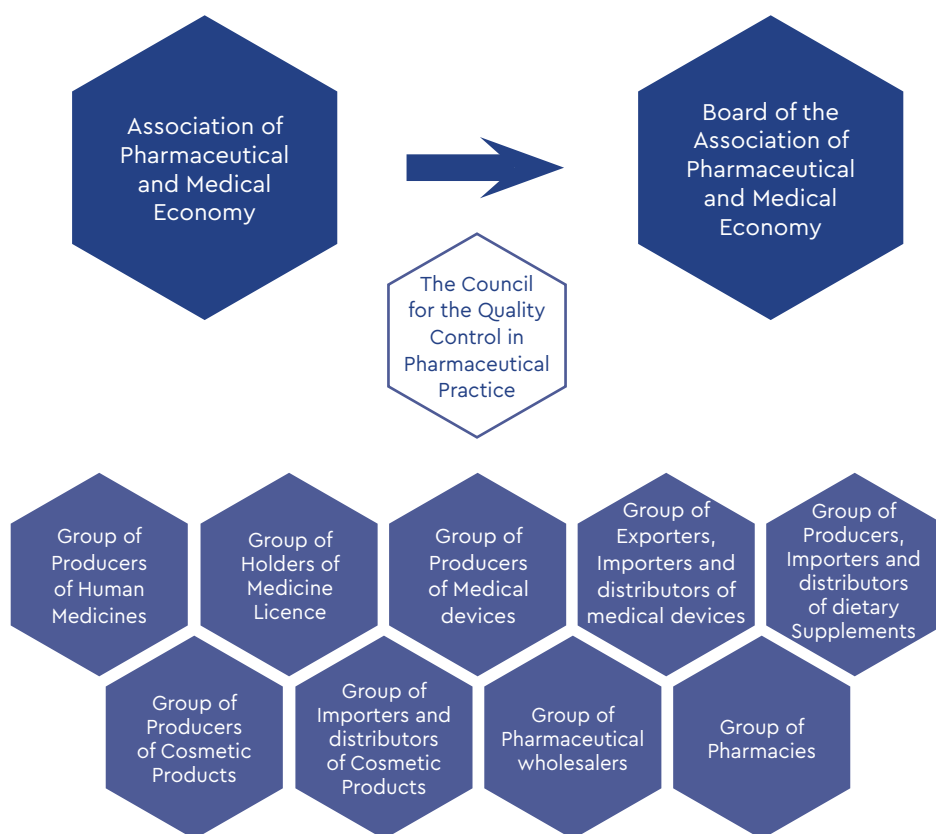 Association of
Pharmaceutical
and Medical
Economy
Board of the
Association of
Pharmaceutical
and Medical
Economy
The Council
for the Quality
Control in
Pharmaceutical
Practice
Group of
Producers
of Human
Medicines
Group of
Holders of
Medicine
Licence
Group of
Producers
of Medical
devices
Group of
Exporters,
Importers and
distributors of
medical devices
Group of
Producers,
Importers and
distributors
of dietary
Supplements
Group of
Producers
of Cosmetic
Products
Group of
Importers and
distributors
of Cosmetic
Products
Group of
Pharmaceutical
wholesalers
Group of
Pharmacies